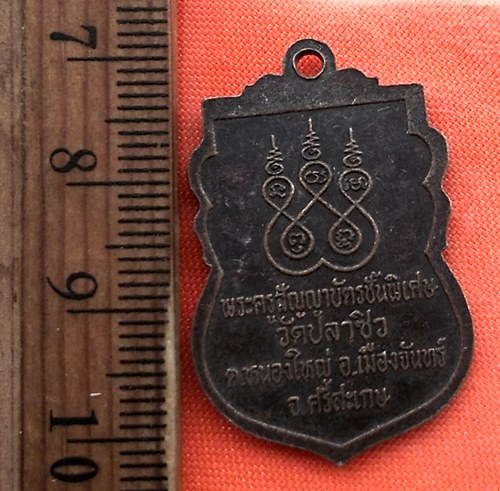 7
8
9
10
พระครูสัญญาบัตรชั้นพิเศษ
วัดปลาซิว
ต.หนองใหญ่ อ.เมืองจันทร์
จ.ศรีสะเกษ